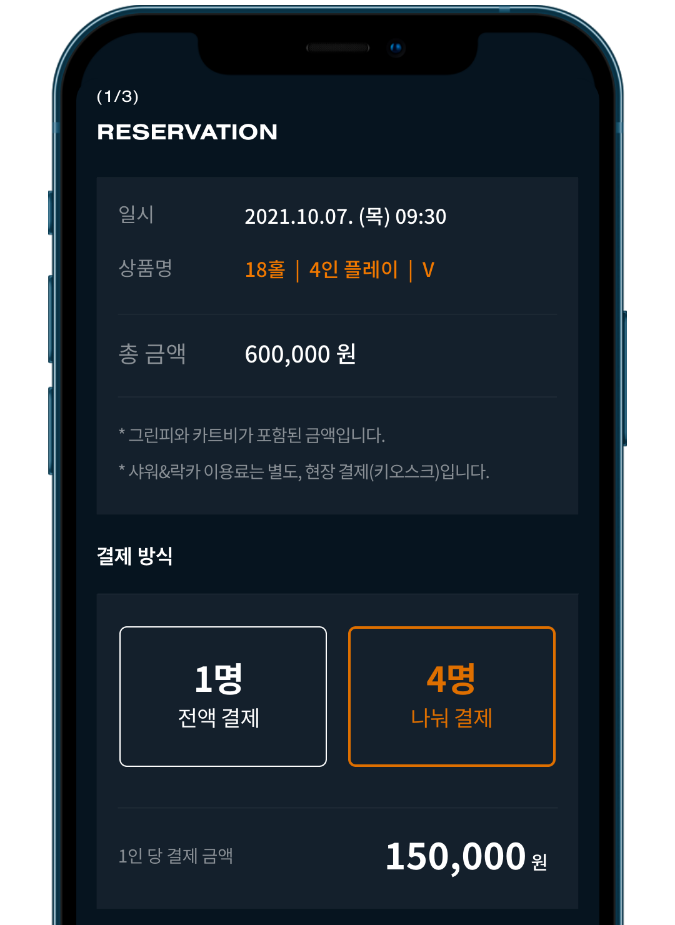 (1/3)
RESERVATION
일시 2021.10.07. (목) 09:30
상품명 18홀 | 4인 플레이 | V
총 금액 600,000 원
* 그린피와 카트비가 포함된 금액입니다.
* 샤워&락카 이용료는 별도, 현장 결제(키오스크)입니다.
결제 방식
1명 4명
전액 결제 나눠 결제
1인 당 결제 금액 150,000 원